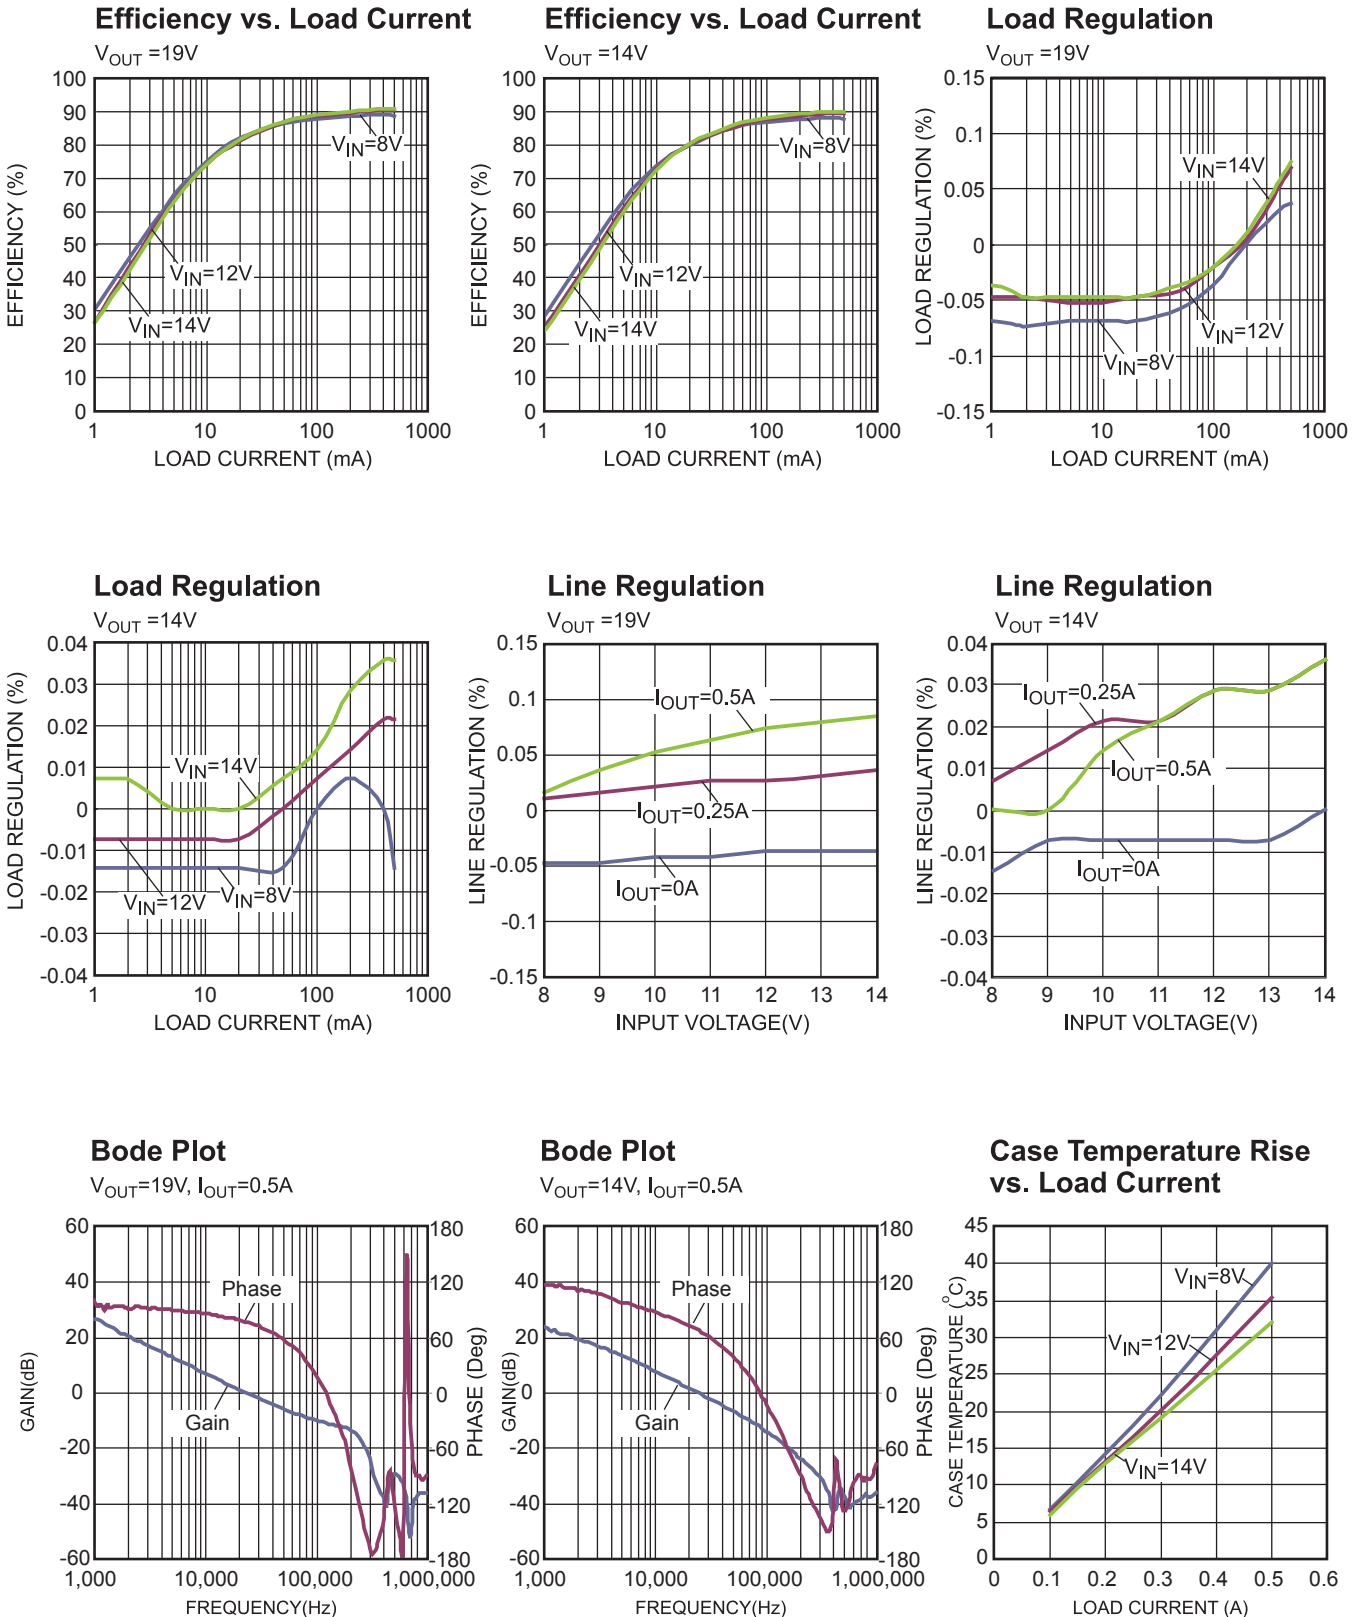 Efficiency vs. Load Current
VOUT =19V
EFFICIENCY (%)
100
90
80
70
60
50
40
30
20
10
0
VIN=8V
VIN=12V
VIN=14V
1 10 100 1000
LOAD CURRENT (mA)
Efficiency vs. Load Current
VOUT =14V
EFFICIENCY (%)
100
90
80
70
60
50
40
30
20
10
0
VIN=8V
VIN=12V
VIN=14V
1 10 100 1000
LOAD CURRENT (mA)
Load Regulation
VOUT =19V
LOAD REGULATION (%)
0.15
0.1
0.05
0
-0.05
-0.1
-0.15
VIN=14V
VIN=12V
VIN=8V
1 10 100 1000
LOAD CURRENT (mA)
Load Regulation
VOUT =14V
LOAD REGULATION (%)
0.04
0.03
0.02
0.01
0
-0.01
-0.02
-0.03
-0.04
VIN=14V
VIN=12V
VIN=8V
1 10 100 1000
LOAD CURRENT (mA)
Line Regulation
VOUT =19V
LINE REGULATION (%)
0.15
0.1
0.05
0
-0.05
-0.1
-0.15
IOUT=0.5A
IOUT=0.25A
IOUT=0A
8 9 10 11 12 13 14
INPUT VOLTAGE(V)
Line Regulation
VOUT =14V
LINE REGULATION (%)
0.04
0.03
0.02
0.01
0
-0.01
-0.02
-0.03
-0.04
IOUT=0.25A
IOUT=0.5A
IOUT=0A
8 9 10 11 12 13 14
INPUT VOLTAGE(V)
Bode Plot
VOUT=19V, IOUT=0.5A
GAIN(dB)
60
40
20
0
-20
-40
-60
Phase
Gain
180
120
60
0
-60
-120
-180
PHASE (Deg)
1,000 10,000 100,000 1,000,000
FREQUENCY(Hz)
Bode Plot
VOUT=14V, IOUT=0.5A
GAIN(dB)
60
40
20
0
-20
-40
-60
Phase
Gain
180
120
60
0
-60
-120
-180
PHASE (Deg)
1,000 10,000 100,000 1,000,000
FREQUENCY(Hz)
Case Temperature Rise
vs. Load Current
CASE TEMPERATURE (°C)
45
40
35
30
25
20
15
10
5
0
VIN=8V
VIN=12V
VIN=14V
0 0.1 0.2 0.3 0.4 0.5 0.6
LOAD CURRENT (A)